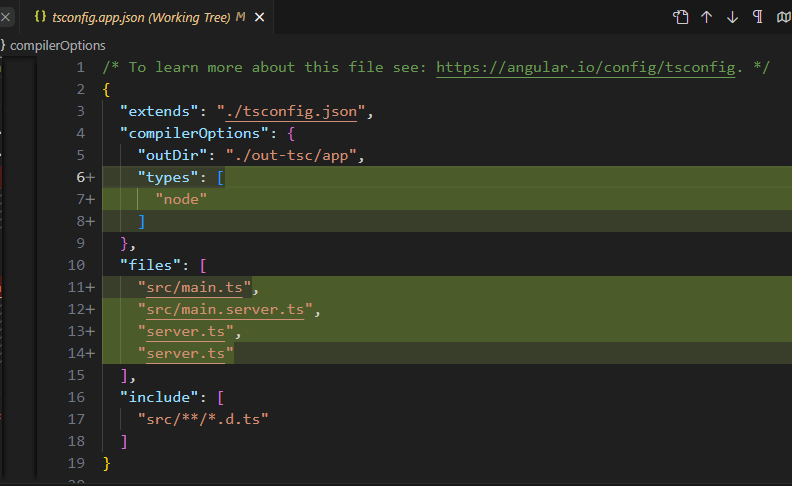 {} tsconfig.app.json (Working Tree) M
{} compilerOptions
1 /* To learn more about this file see: https://angular.io/config/tsconfig. */
2 {
3 "extends": "./tsconfig.json",
4 "compilerOptions": {
5 "outDir": "./out-tsc/app",
6+ "types": [
7+ "node"
8+ ]
9 },
10 "files": [
11+ "src/main.ts",
12+ "src/main.server.ts",
13+ "server.ts",
14+ "server.ts"
15 ],
16 "include": [
17 "src/**/*.d.ts"
18 ]
19 }